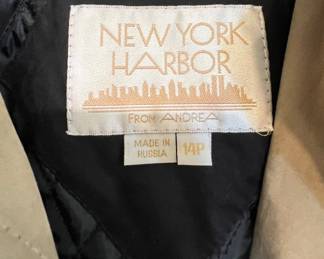 NEW YORK
HARBOR
FROM ANDREA
MADE IN
RUSSIA
14P